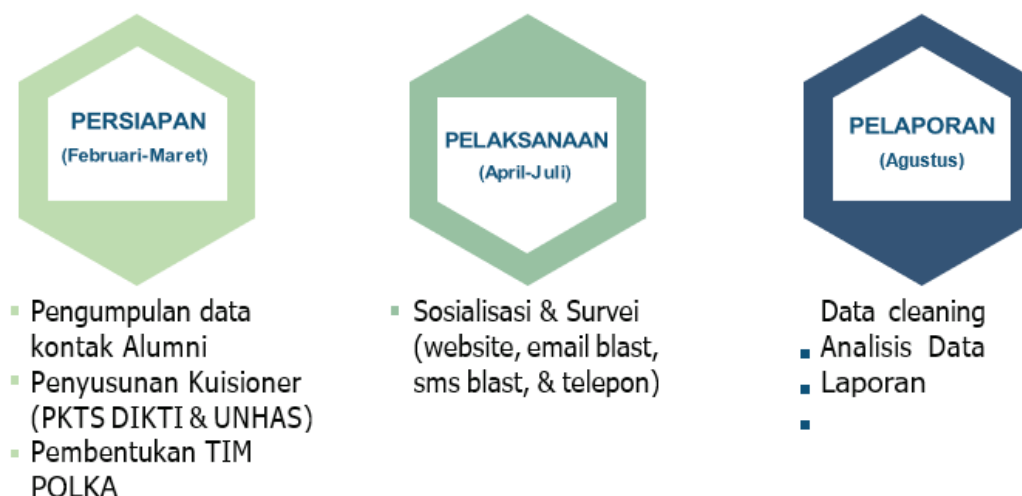 PERSIAPAN
(Februari-Maret)
▪ Pengumpulan data
kontak Alumni
▪ Penyusunan Kuisioner
(PKTS DIKTI & UNHAS)
▪ Pembentukan TIM
POLKA
PELAKSANAAN
(April-Juli)
▪ Sosialisasi & Survei
(website, email blast,
sms blast, & telepon)
PELAPORAN
(Agustus)
Data cleaning
▪ Analisis Data
▪ Laporan
▪